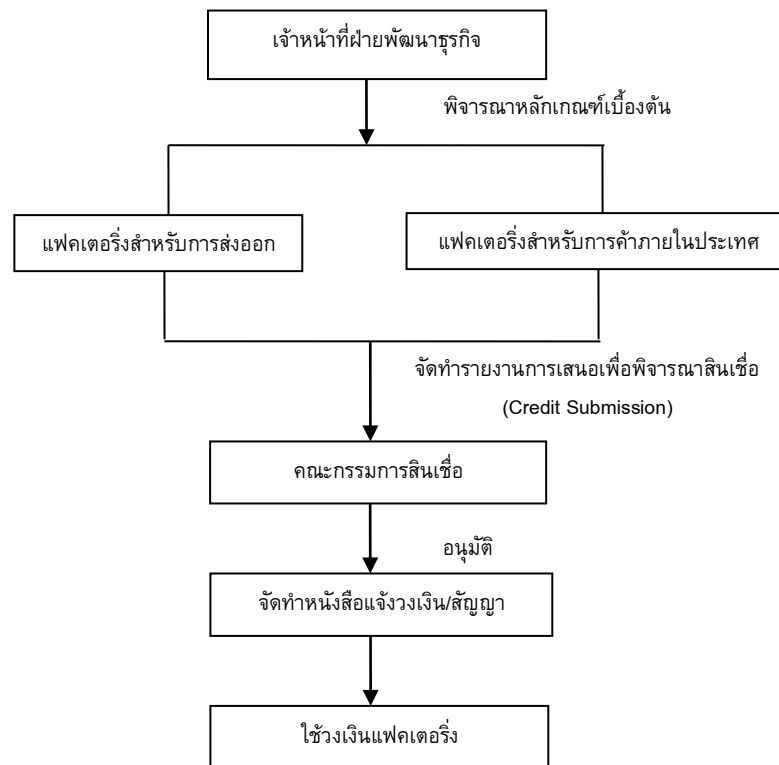 เจ้าหน้าที่ฝ่ายพัฒนาธุรกิจ
พิจารณาหลักเกณฑ์เบื้องต้น
แฟคเตอริ่งสำหรับการส่งออก
แฟคเตอริ่งสำหรับการค้าภายในประเทศ
จัดทำรายงานการเสนอเพื่อพิจารณาสินเชื่อ
(Credit Submission)
คณะกรรมการสินเชื่อ
อนุมัติ
จัดทำหนังสือแจ้งวงเงิน/สัญญา
ใช้วงเงินแฟคเตอริ่ง